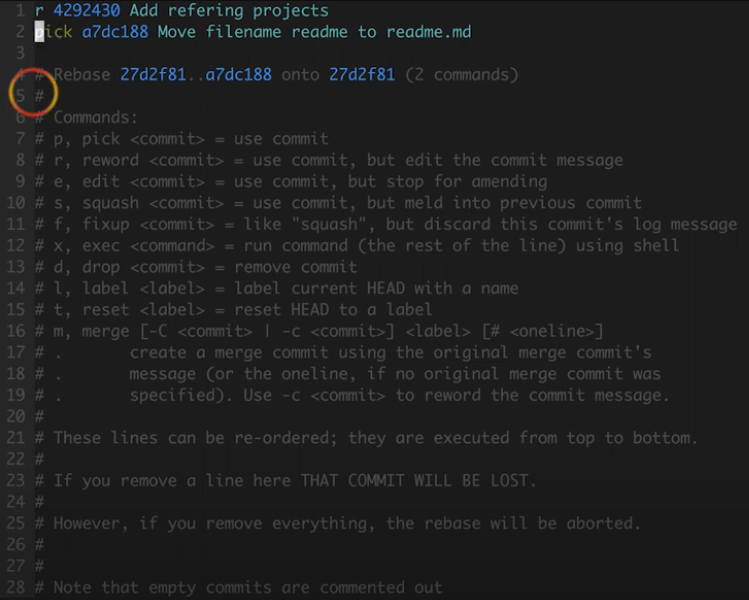 1 r 4292430 Add refering projects
2 pick a7dc188 Move filename readme to readme.md
3
4 # Rebase 27d2f81..a7dc188 onto 27d2f81 (2 commands)
5 #
6 # Commands:
7 # p, pick <commit> = use commit
8 # r, reword <commit> = use commit, but edit the commit message
9 # e, edit <commit> = use commit, but stop for amending
10 # s, squash <commit> = use commit, but meld into previous commit
11 # f, fixup <commit> = like "squash", but discard this commit's log message
12 # x, exec <command> = run command (the rest of the line) using shell
13 # d, drop <commit> = remove commit
14 # l, label <label> = label current HEAD with a name
15 # t, reset <label> = reset HEAD to a label
16 # m, merge [-C <commit> | -c <commit>] <label> [# <oneline>]
17 # .       create a merge commit using the original merge commit's
18 # .       message (or the oneline, if no original merge commit was
19 # .       specified). Use -c <commit> to reword the commit message.
20 #
21 # These lines can be re-ordered; they are executed from top to bottom.
22 #
23 # If you remove a line here THAT COMMIT WILL BE LOST.
24 #
25 # However, if you remove everything, the rebase will be aborted.
26 #
27 #
28 # Note that empty commits are commented out